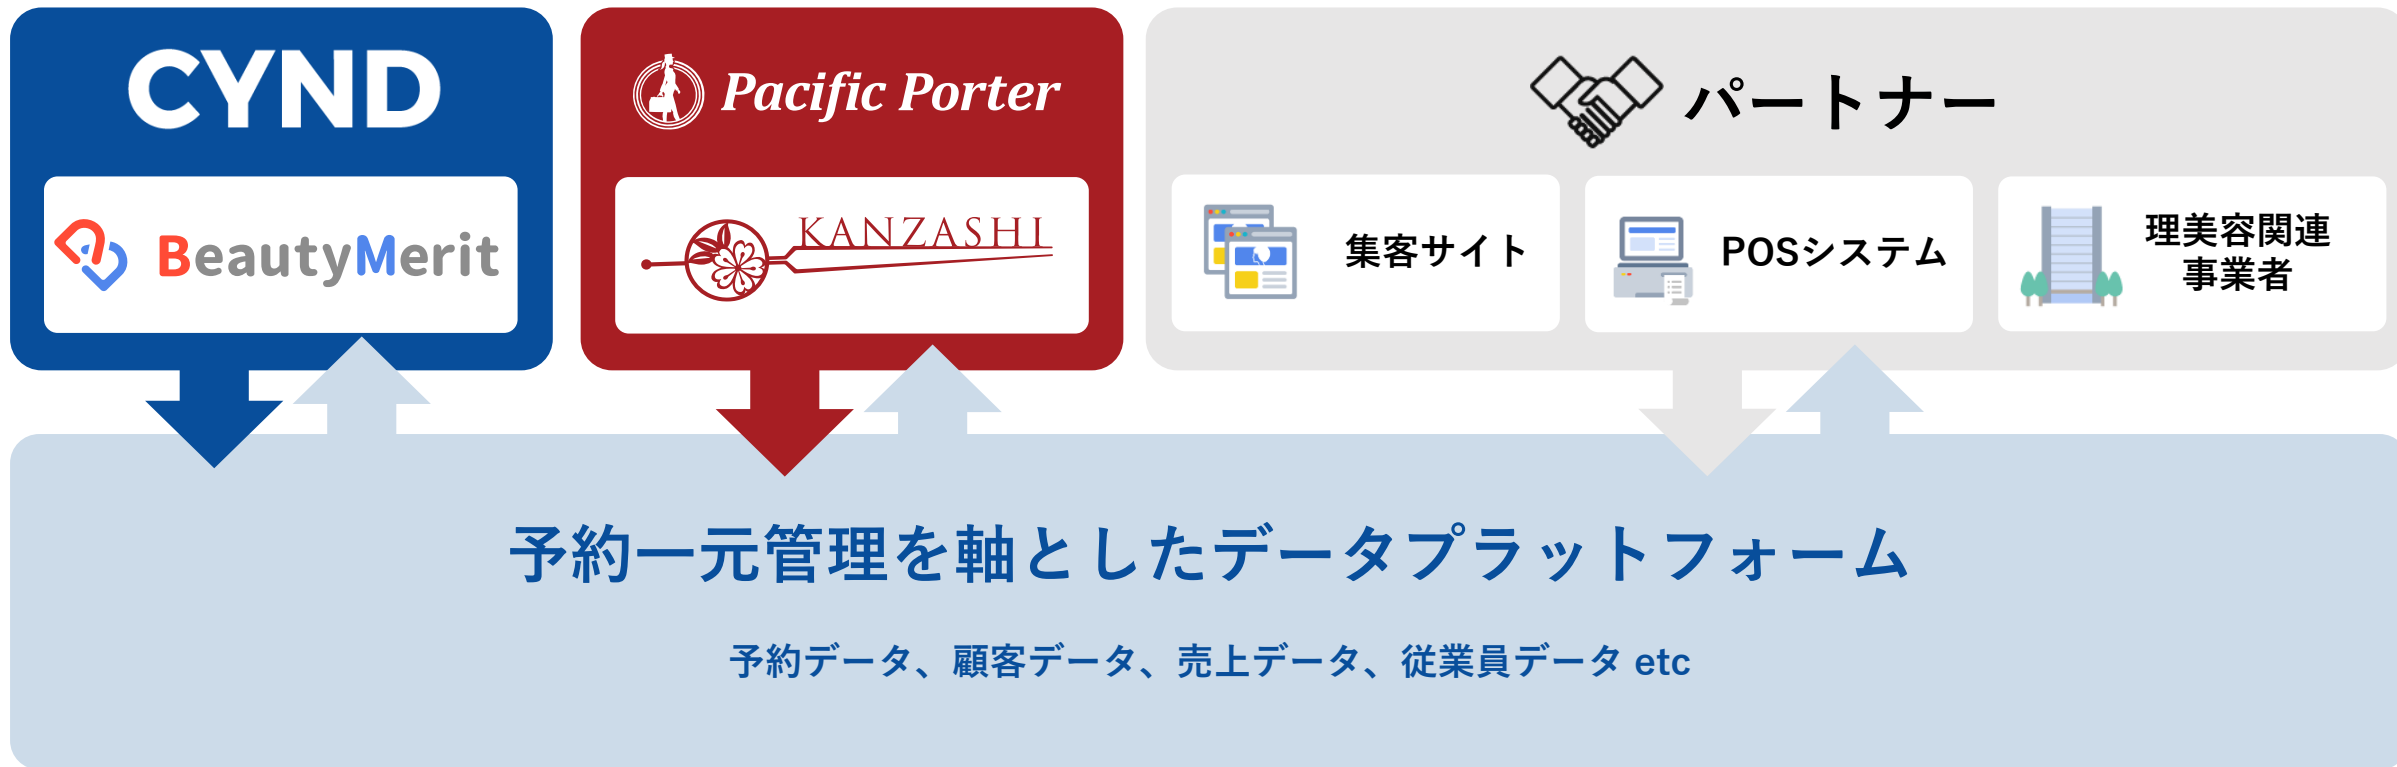 CYND
BeautyMerit
Pacific Porter
KANZASHI
パートナー
集客サイト
POSシステム
理美容関連
事業者
予約一元管理を軸としたデータプラットフォーム
予約データ、顧客データ、売上データ、従業員データ etc